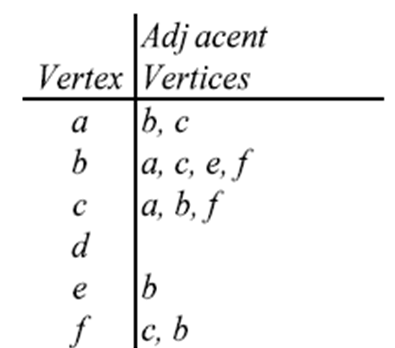 Adj acent
Vertex Vertices
a b, c
b a, c, e, f
c a, b, f
d
e b
f c, b